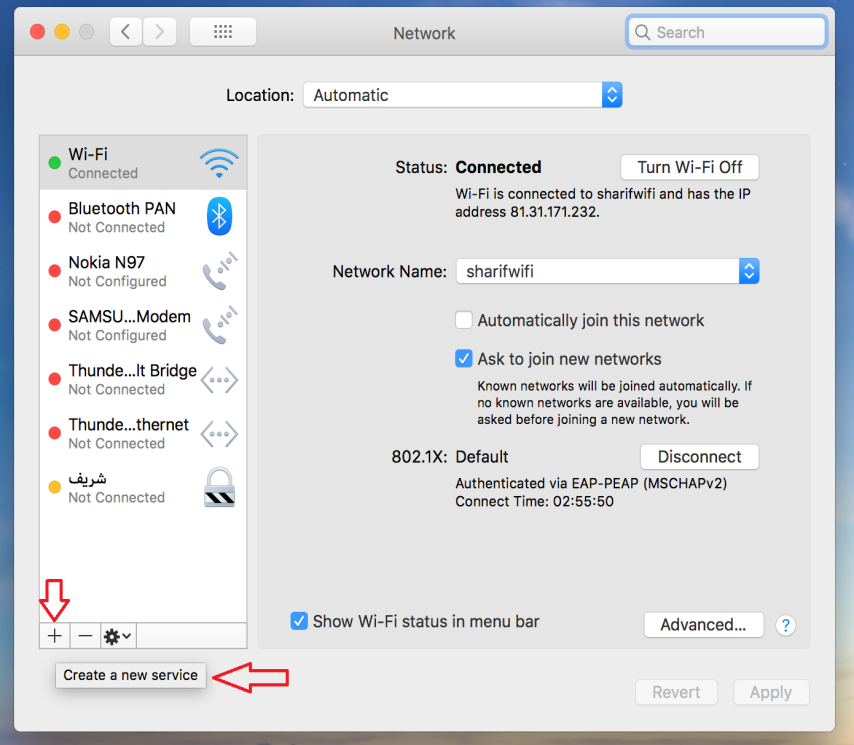 Network
Search
Location: Automatic
Wi-Fi
Connected
Bluetooth PAN
Not Connected
Nokia N97
Not Configured
SAMSU...Modem
Not Configured
Thunde...lt Bridge
Not Connected
Thunde...thernet
Not Connected
شریف
Not Connected
Status: Connected
Turn Wi-Fi Off
Wi-Fi is connected to sharifwifi and has the IP
address 81.31.171.232.
Network Name: sharifwifi
Automatically join this network
Ask to join new networks
Known networks will be joined automatically. If
no known networks are available, you will be
asked before joining a new network.
802.1X: Default
Disconnect
Authenticated via EAP-PEAP (MSCHAPv2)
Connect Time: 02:55:50
Show Wi-Fi status in menu bar
Advanced...
?
Create a new service
Revert
Apply